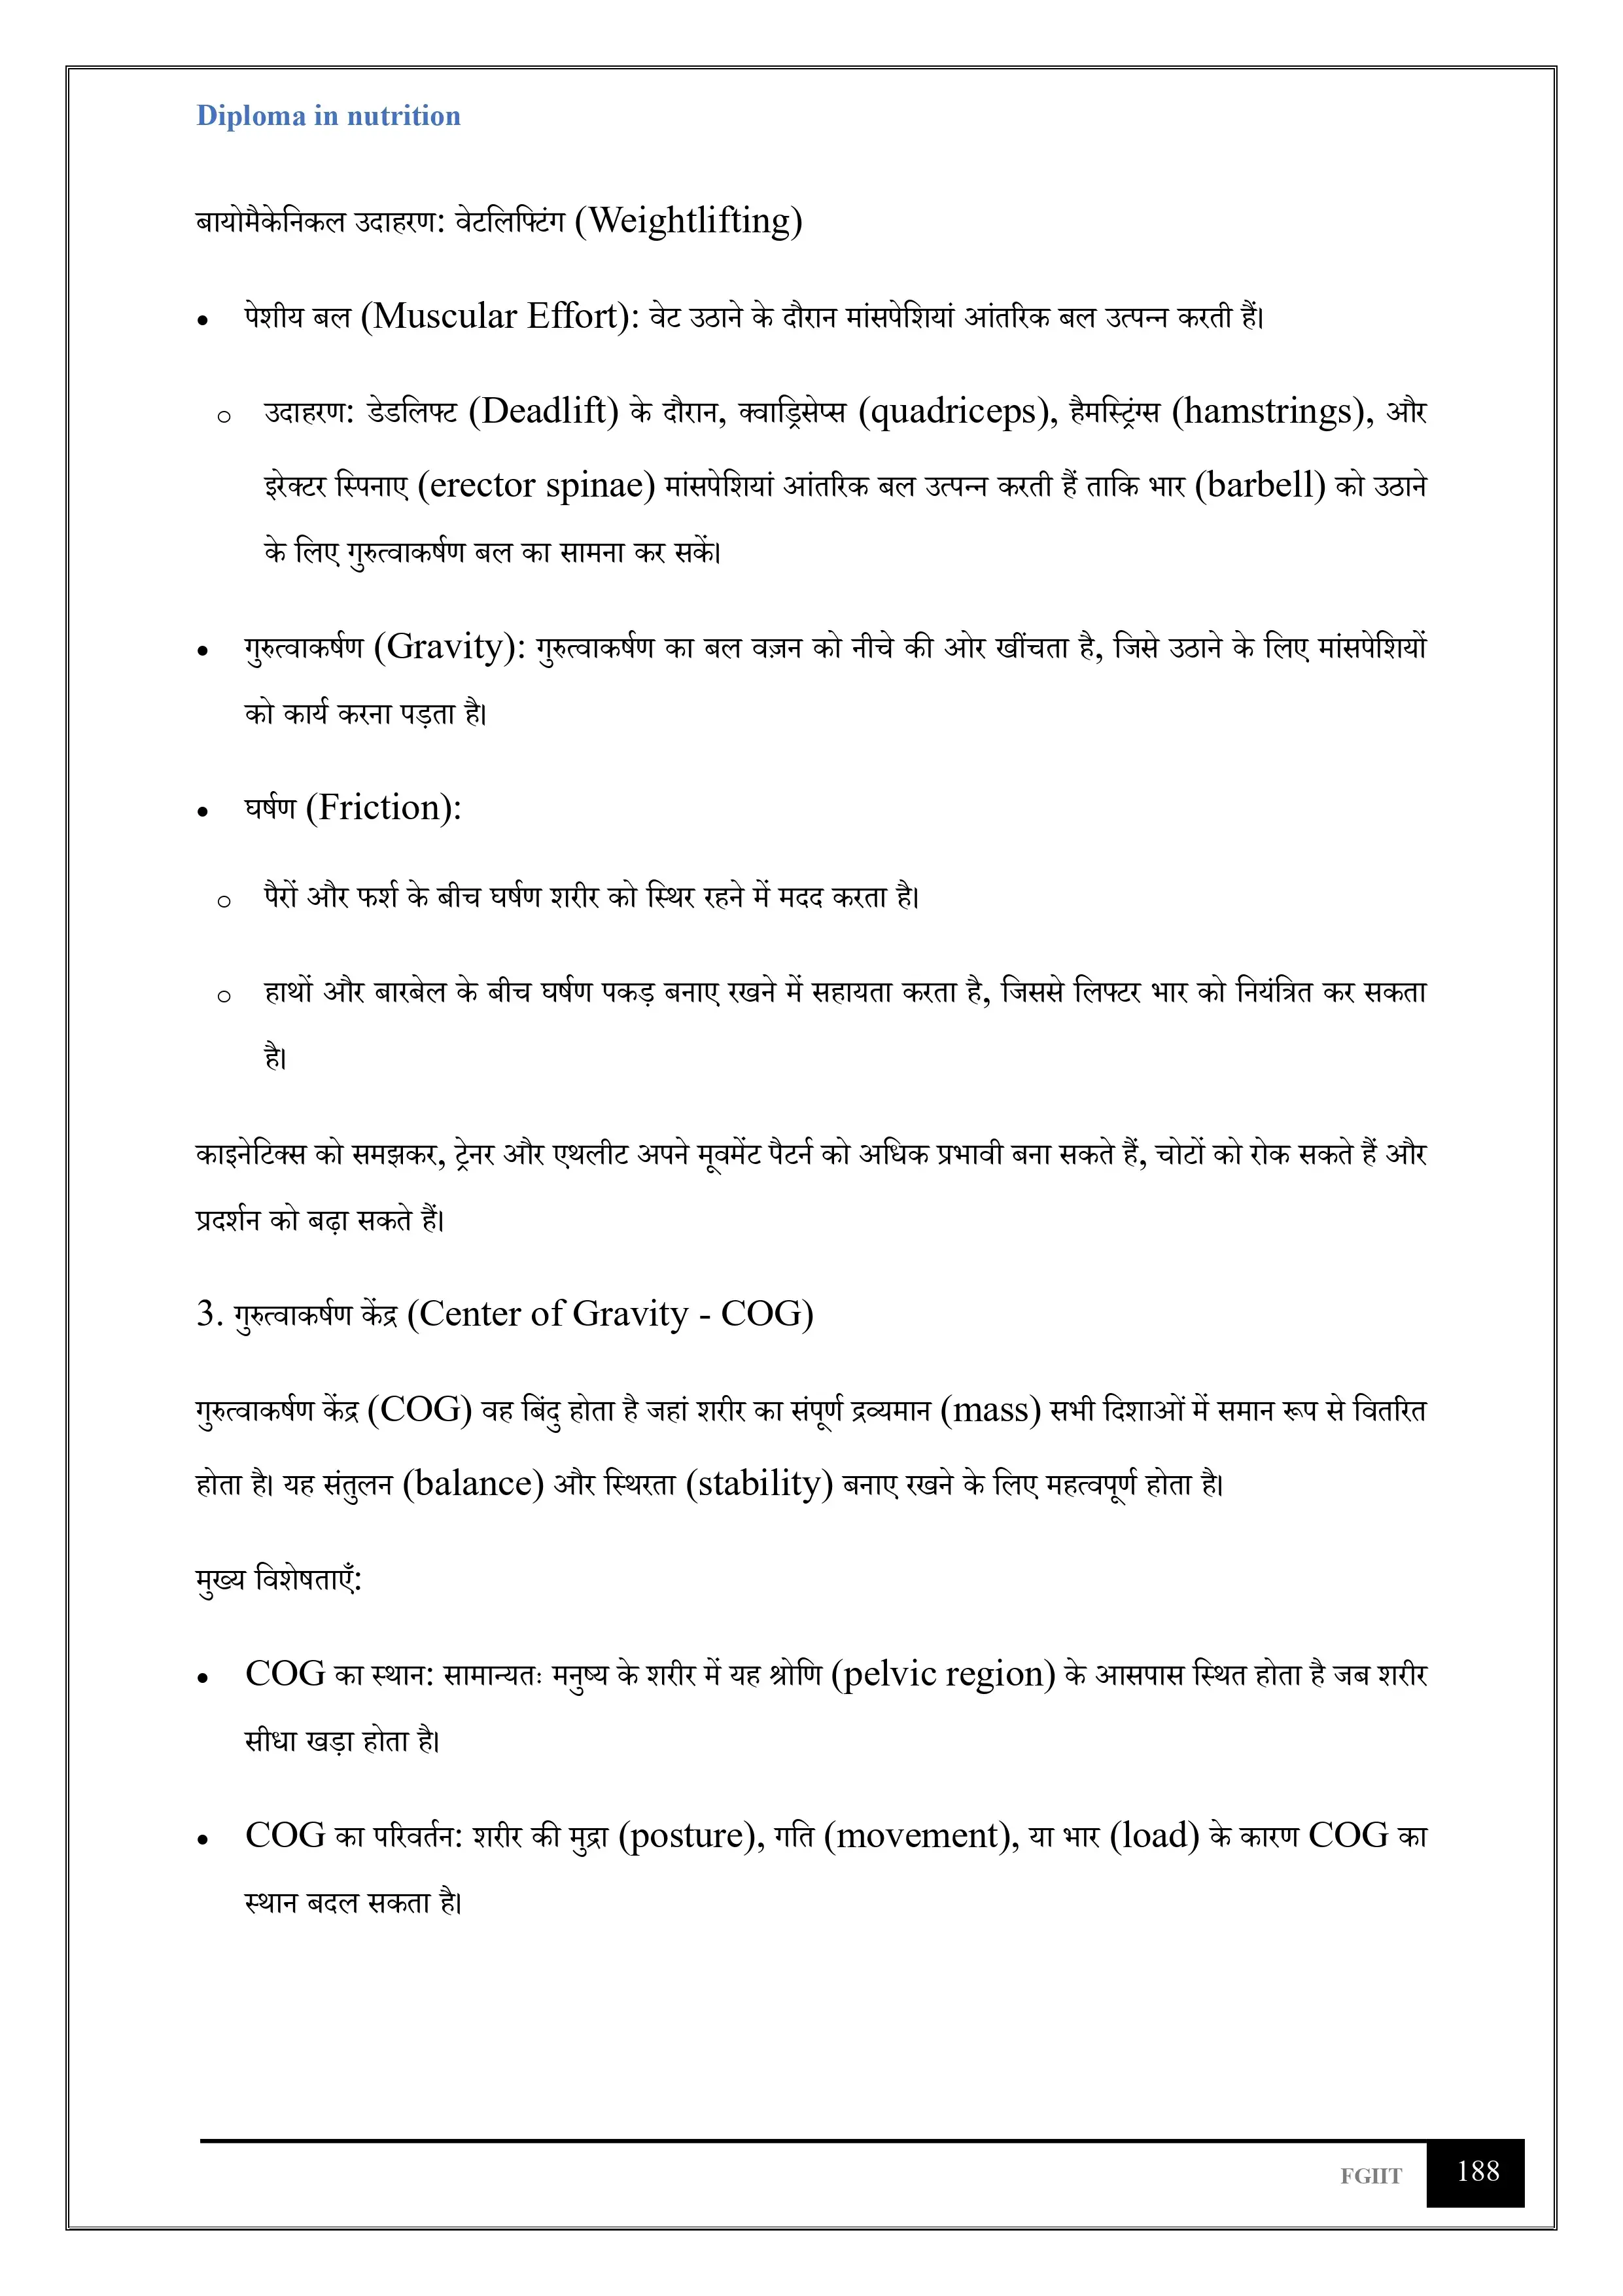 Diploma in nutrition
बायोमैकेनिकल उदाहरण: वेटलिफ्टिंग (Weightlifting)
• पेशीय बल (Muscular Effort): वेट उठाने के दौरान मांसपेशियां आंतरिक बल उत्पन्न करती हैं।
o उदाहरण: डेडलिफ्ट (Deadlift) के दौरान, क्वाड्रिसेप्स (quadriceps), हैमस्ट्रिंग्स (hamstrings), और
इरेक्टर स्पिनाए (erector spinae) मांसपेशियां आंतरिक बल उत्पन्न करती हैं ताकि भार (barbell) को उठाने
के लिए गुरुत्वाकर्षण बल का सामना कर सकें।
• गुरुत्वाकर्षण (Gravity): गुरुत्वाकर्षण का बल वज़न को नीचे की ओर खींचता है, जिसे उठाने के लिए मांसपेशियों
को कार्य करना पड़ता है।
• घर्षण (Friction):
o पैरों और फर्श के बीच घर्षण शरीर को स्थिर रहने में मदद करता है।
o हाथों और बारबेल के बीच घर्षण पकड़ बनाए रखने में सहायता करता है, जिससे लिफ्टर भार को नियंत्रित कर सकता
है।
काइनेटिक्स को समझकर, ट्रेनर और एथलीट अपने मूवमेंट पैटर्न को अधिक प्रभावी बना सकते हैं, चोटों को रोक सकते हैं और
प्रदर्शन को बढ़ा सकते हैं।
3. गुरुत्वाकर्षण केंद्र (Center of Gravity - COG)
गुरुत्वाकर्षण केंद्र (COG) वह बिंदु होता है जहां शरीर का संपूर्ण द्रव्यमान (mass) सभी दिशाओं में समान रूप से वितरित
होता है। यह संतुलन (balance) और स्थिरता (stability) बनाए रखने के लिए महत्वपूर्ण होता है।
मुख्य विशेषताएँ:
• COG का स्थान: सामान्यतः मनुष्य के शरीर में यह श्रोणि (pelvic region) के आसपास स्थित होता है जब शरीर
सीधा खड़ा होता है।
• COG का परिवर्तन: शरीर की मुद्रा (posture), गति (movement), या भार (load) के कारण COG का
स्थान बदल सकता है।
FGIIT 188